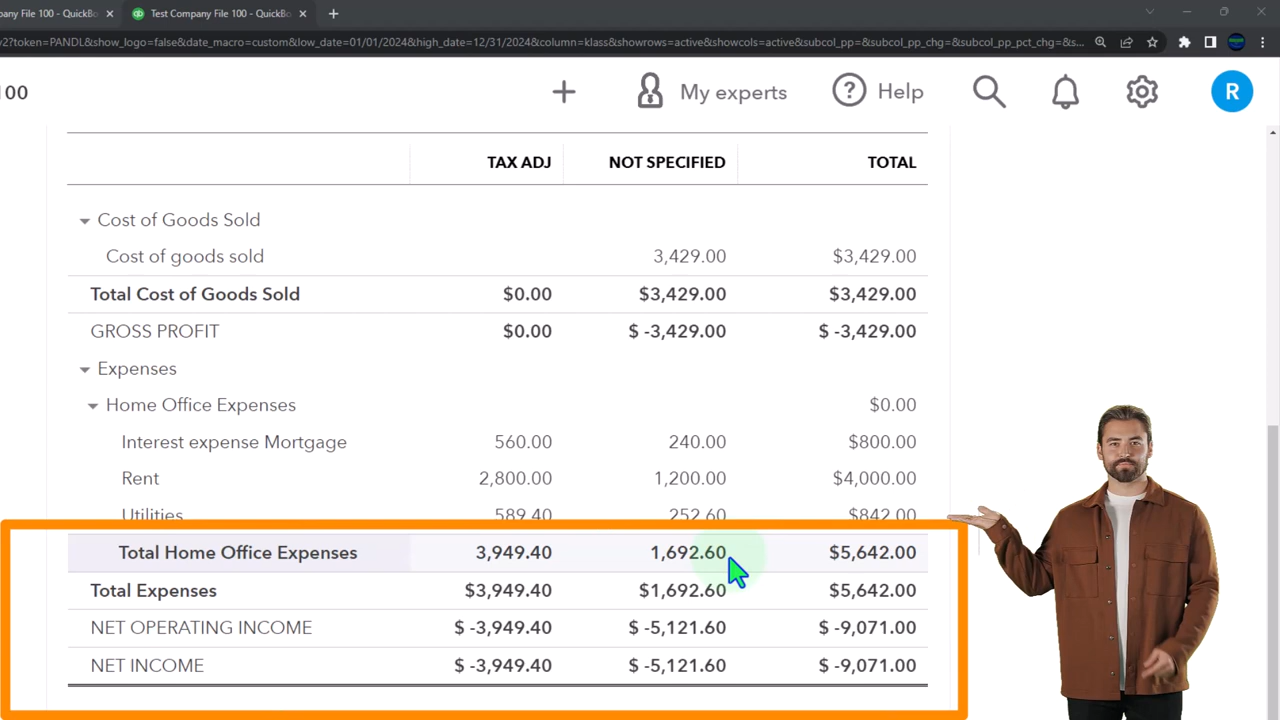 pany File 100 - QuickBo
Test Company File 100 - QuickBo
v2?token=PANDL&show_logo=false&date_macro=custom&low_date=01/01/2024&high_date=12/31/2024&column=klass&showrows=active&showcols=active&subcol_pp=&subcol_pp_chg=&subcol_pp_pct_chg=&s...
100
My experts
Help
R
TAX ADJ NOT SPECIFIED TOTAL
Cost of Goods Sold
Cost of goods sold 3,429.00 $3,429.00
Total Cost of Goods Sold $0.00 $3,429.00 $3,429.00
GROSS PROFIT $0.00 $ -3,429.00 $ -3,429.00
Expenses
Home Office Expenses $0.00
Interest expense Mortgage 560.00 240.00 $800.00
Rent 2,800.00 1,200.00 $4,000.00
Utilities 589.40 252.60 $842.00
Total Home Office Expenses 3,949.40 1,692.60 $5,642.00
Total Expenses $3,949.40 $1,692.60 $5,642.00
NET OPERATING INCOME $ -3,949.40 $ -5,121.60 $ -9,071.00
NET INCOME $ -3,949.40 $ -5,121.60 $ -9,071.00